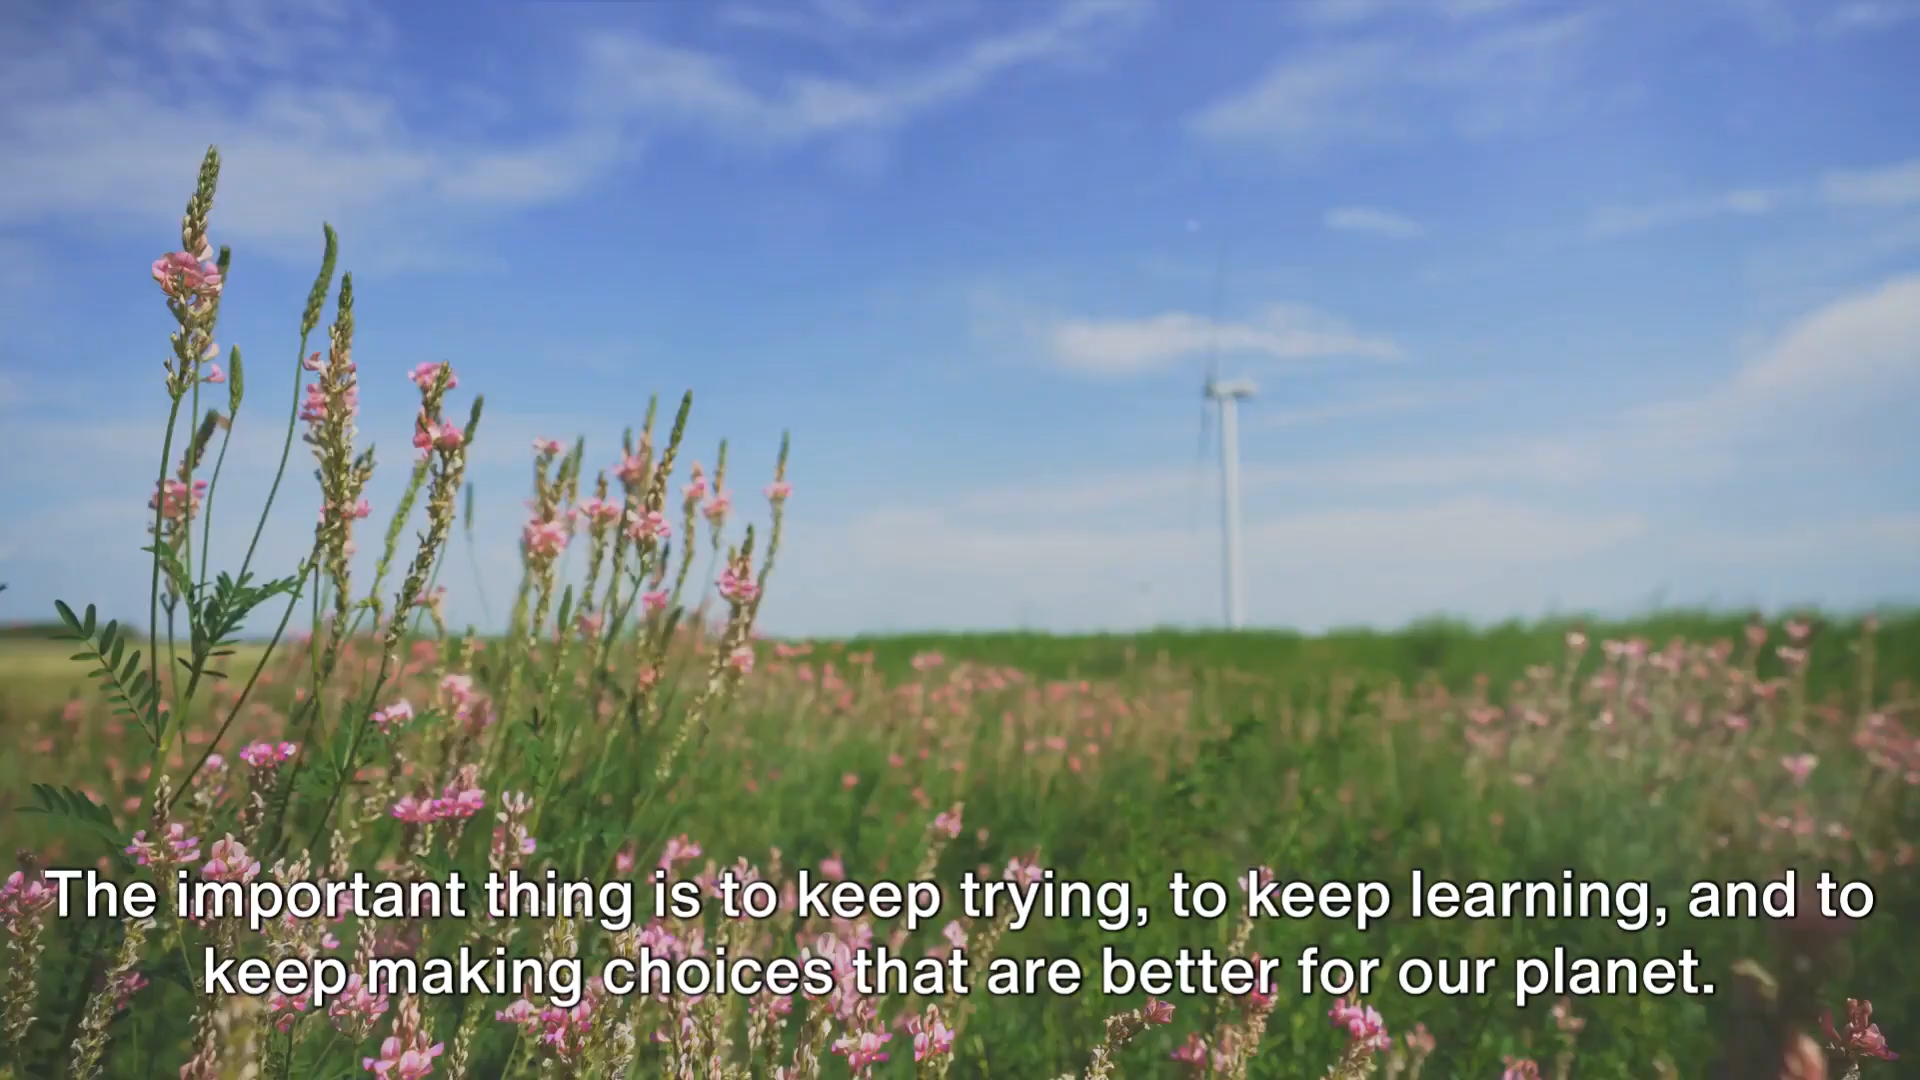 The important thing is to keep trying, to keep learning, and to
keep making choices that are better for our planet.